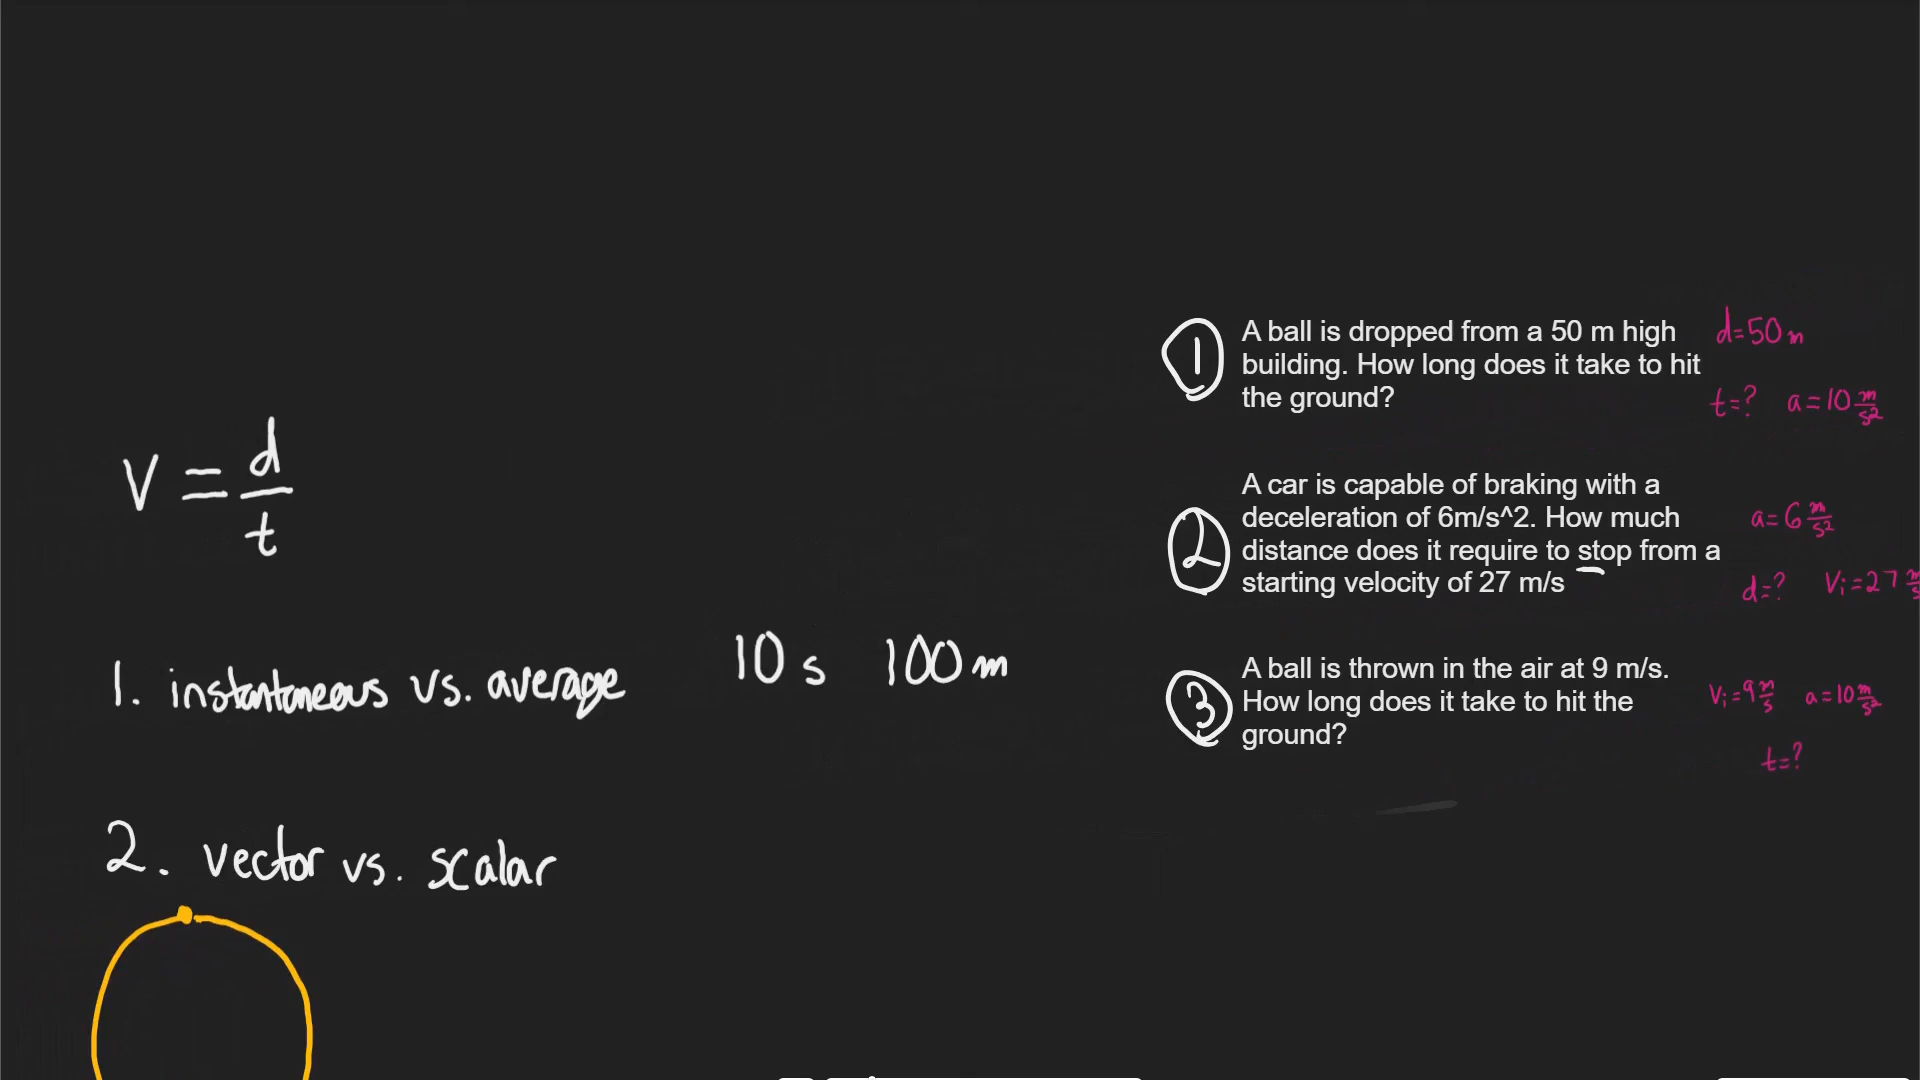 V = d/t
1. instantaneous vs. average
10 s 100 m
2. vector vs. scalar
1
A ball is dropped from a 50 m high
building. How long does it take to hit
the ground?
d=50 m
t=? a=10 m/s²
2
A car is capable of braking with a
deceleration of 6m/s^2. How much
distance does it require to stop from a
starting velocity of 27 m/s
a=6 m/s²
d=? Vi=27 m/s
3
A ball is thrown in the air at 9 m/s.
How long does it take to hit the
ground?
Vi=9 m/s a=10 m/s²
t=?